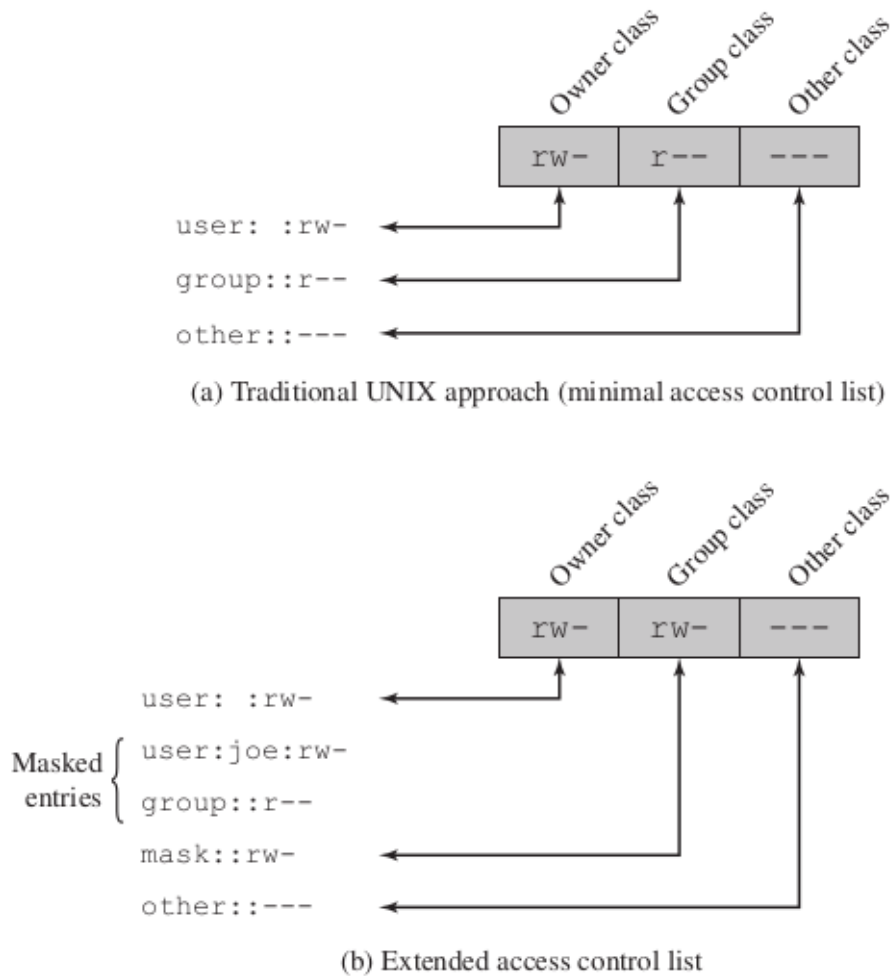 Owner class
Group class
Other class
rw-
r--
---
user: :rw-
group::r--
other::---
(a) Traditional UNIX approach (minimal access control list)
Owner class
Group class
Other class
rw-
rw-
---
user: :rw-
Masked
entries
user:joe:rw-
group::r--
mask::rw-
other::---
(b) Extended access control list